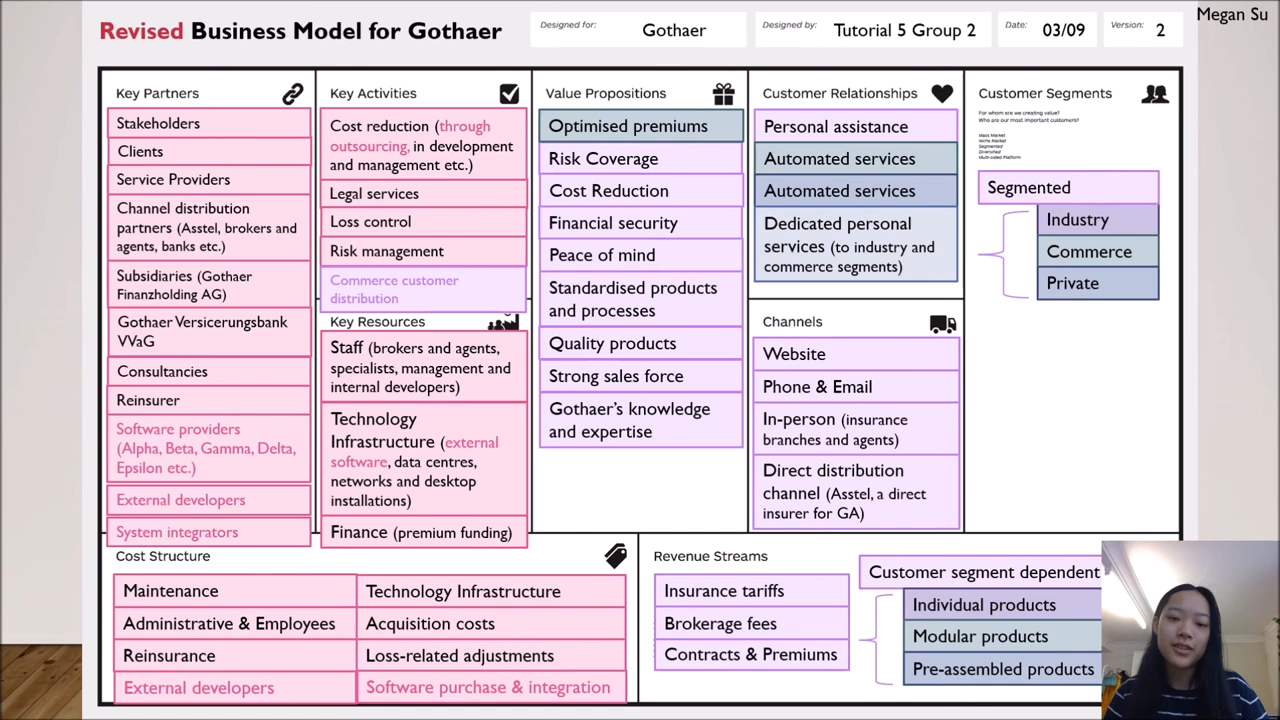 Megan Su
Revised Business Model for Gothaer
Designed for:
Gothaer
Designed by:
Tutorial 5 Group 2
Date:
03/09
Version:
2
Key Partners
Stakeholders
Clients
Service Providers
Channel distribution
partners (Asstel, brokers and
agents, banks etc.)
Subsidiaries (Gothaer
Finanzholding AG)
Gothaer Versicerungsbank
VVaG
Consultancies
Reinsurer
Software providers
(Alpha, Beta, Gamma, Delta,
Epsilon etc.)
External developers
System integrators
Key Activities
Cost reduction (through
outsourcing, in development
and management etc.)
Legal services
Loss control
Risk management
Commerce customer
distribution
Key Resources
Staff (brokers and agents,
specialists, management and
internal developers)
Technology
Infrastructure (external
software, data centres,
networks and desktop
installations)
Finance (premium funding)
Value Propositions
Optimised premiums
Risk Coverage
Cost Reduction
Financial security
Peace of mind
Standardised products
and processes
Quality products
Strong sales force
Gothaer's knowledge
and expertise
Customer Relationships
Personal assistance
Automated services
Automated services
Dedicated personal
services (to industry and
commerce segments)
Channels
Website
Phone & Email
In-person (insurance
branches and agents)
Direct distribution
channel (Asstel, a direct
insurer for GA)
Customer Segments
For whom are we creating value?
Who are our most important customers?
Mass Market
Niche Market
Segmented
Diversified
Multi-sided Platform
Segmented
Industry
Commerce
Private
Cost Structure
Maintenance
Technology Infrastructure
Administrative & Employees
Acquisition costs
Reinsurance
Loss-related adjustments
External developers
Software purchase & integration
Revenue Streams
Insurance tariffs
Brokerage fees
Contracts & Premiums
Customer segment dependent
Individual products
Modular products
Pre-assembled products